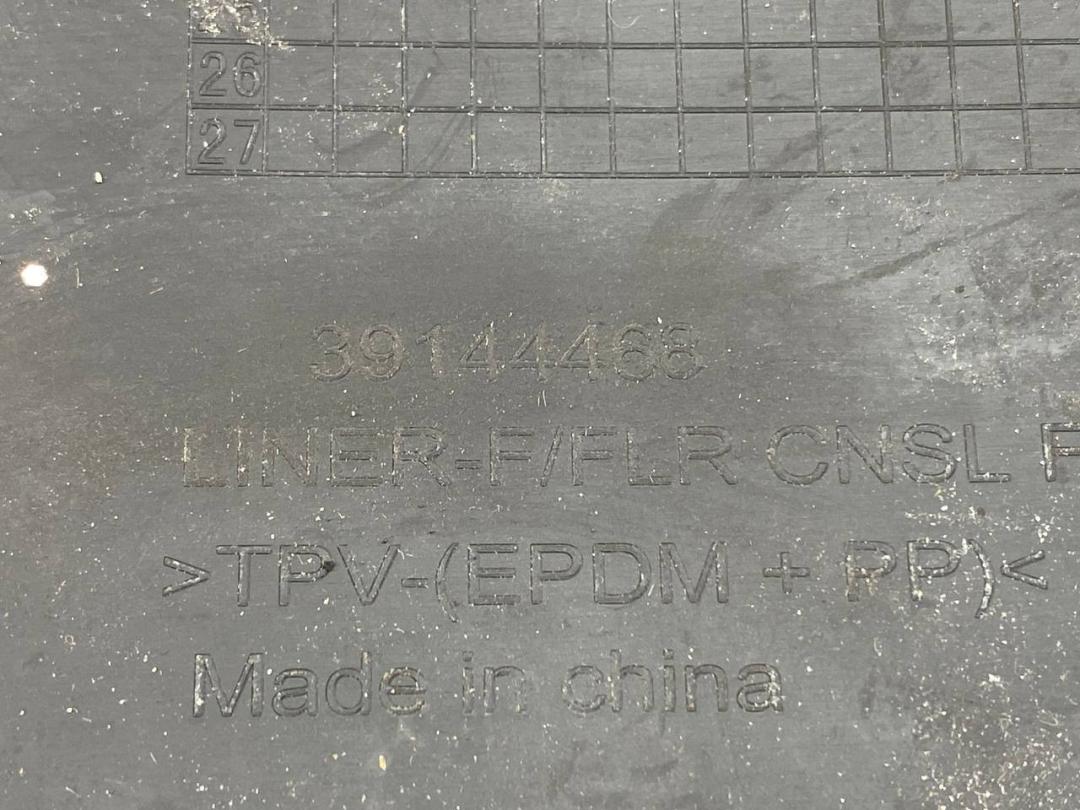 26
27
39144468
LINER-F/FLR CNSL
>TPV-(EPDM + PP)<
Made in china